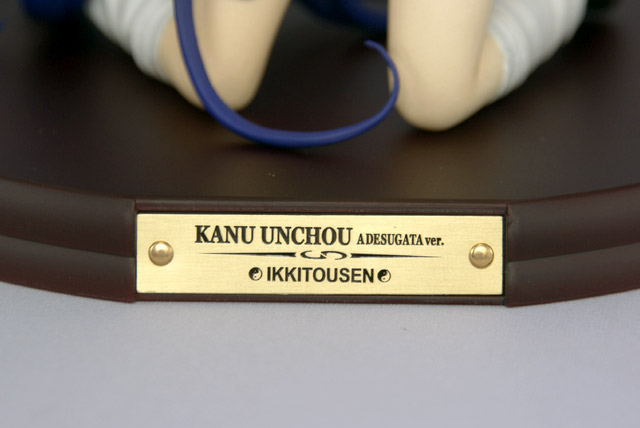 KANU UNCHOU ADESUGATA ver.
☯ IKKITOUSEN ☯